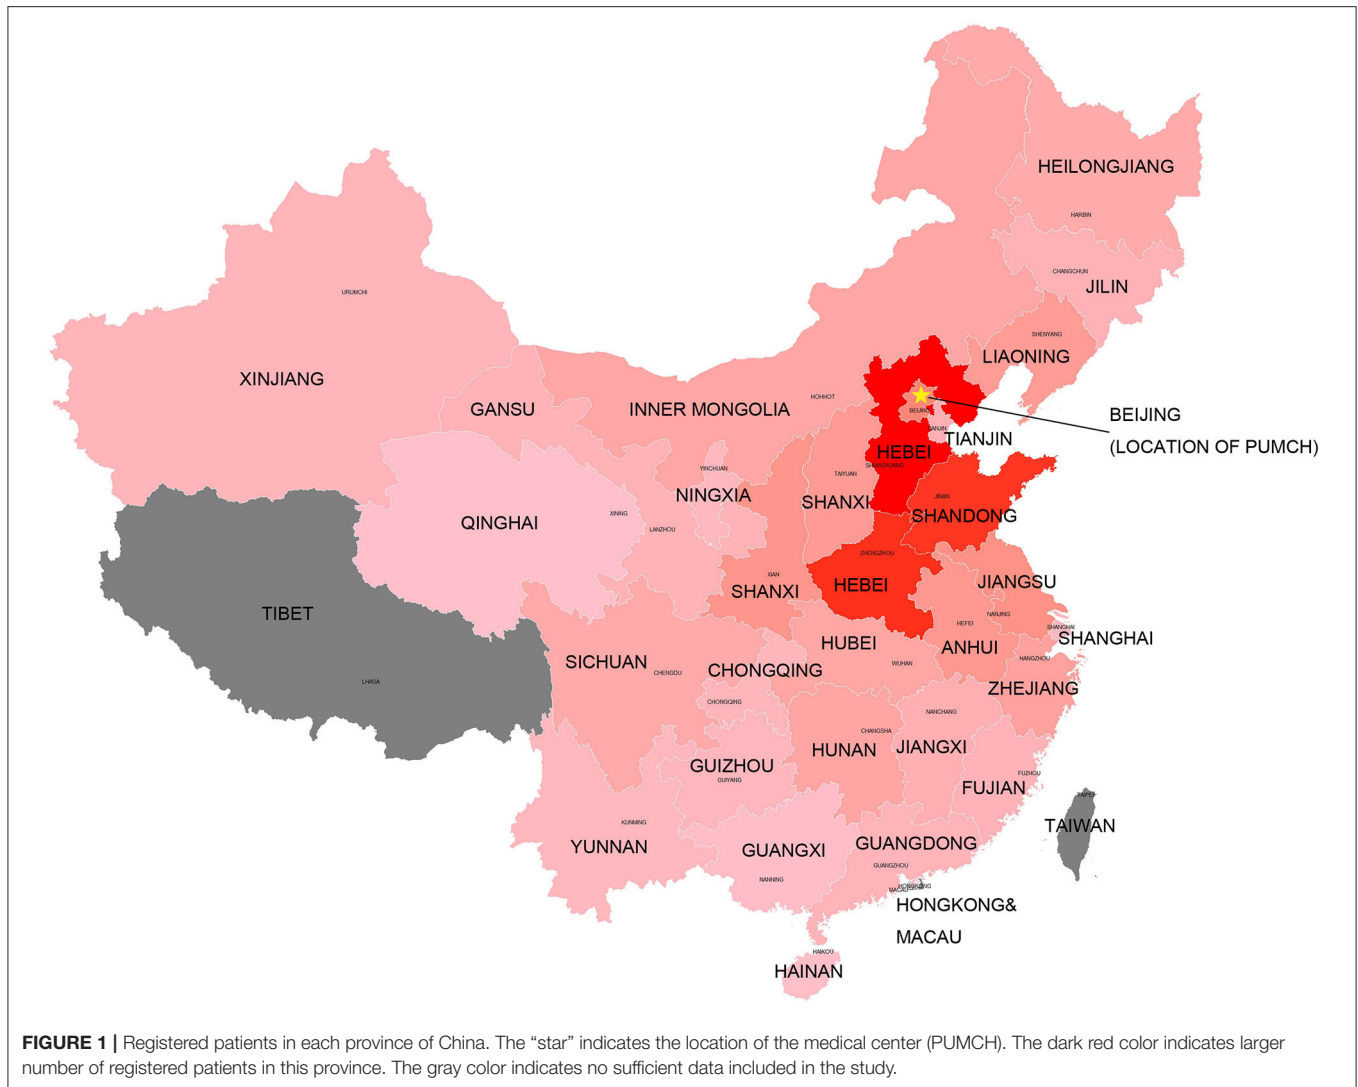 HEILONGJIANG
HARBIN
CHANGCHUN
JILIN
URUMCHI
SHENYANG
LIAONING
XINJIANG
GANSU
INNER MONGOLIA
HOHHOT
BEIJING
BEIJING
(LOCATION OF PUMCH)
TIANJIN
HEBEI
YINCHUAN
TAIYUAN
NINGXIA
SHANXI
JINAN
SHANDONG
QINGHAI
XINING
LANZHOU
ZHENGZHOU
XIAN
SHANXI
HEBEI
JIANGSU
TIBET
NANJING
HEFEI
SHANGHAI
SHANGHAI
HUBEI
ANHUI
HANGZHOU
SICHUAN
CHENGDU
CHONGQING
WUHAN
ZHEJIANG
LHASA
CHONGQING
NANCHANG
CHANGSHA
HUNAN
JIANGXI
GUIZHOU
GUIYANG
FUZHOU
FUJIAN
TAIPEI
TAIWAN
KUNMING
YUNNAN
GUANGXI
GUANGDONG
GUANGZHOU
NANNING
HONGKONG
MACAU
HONGKONG&
MACAU
HAIKOU
HAINAN
FIGURE 1 | Registered patients in each province of China. The “star” indicates the location of the medical center (PUMCH). The dark red color indicates larger
number of registered patients in this province. The gray color indicates no sufficient data included in the study.